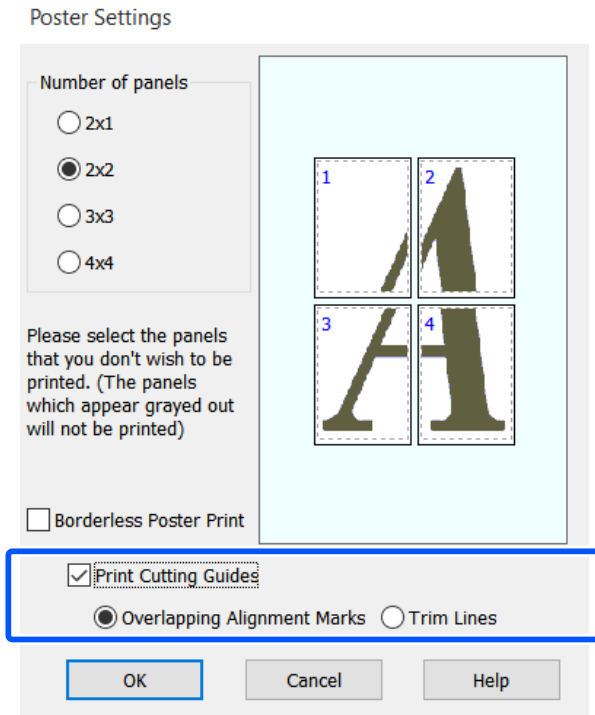 Poster Settings
Number of panels
2x1
2x2
3x3
4x4
1
2
3
4
A
Please select the panels
that you don't wish to be
printed. (The panels
which appear grayed out
will not be printed)
Borderless Poster Print
Print Cutting Guides
Overlapping Alignment Marks
Trim Lines
OK
Cancel
Help